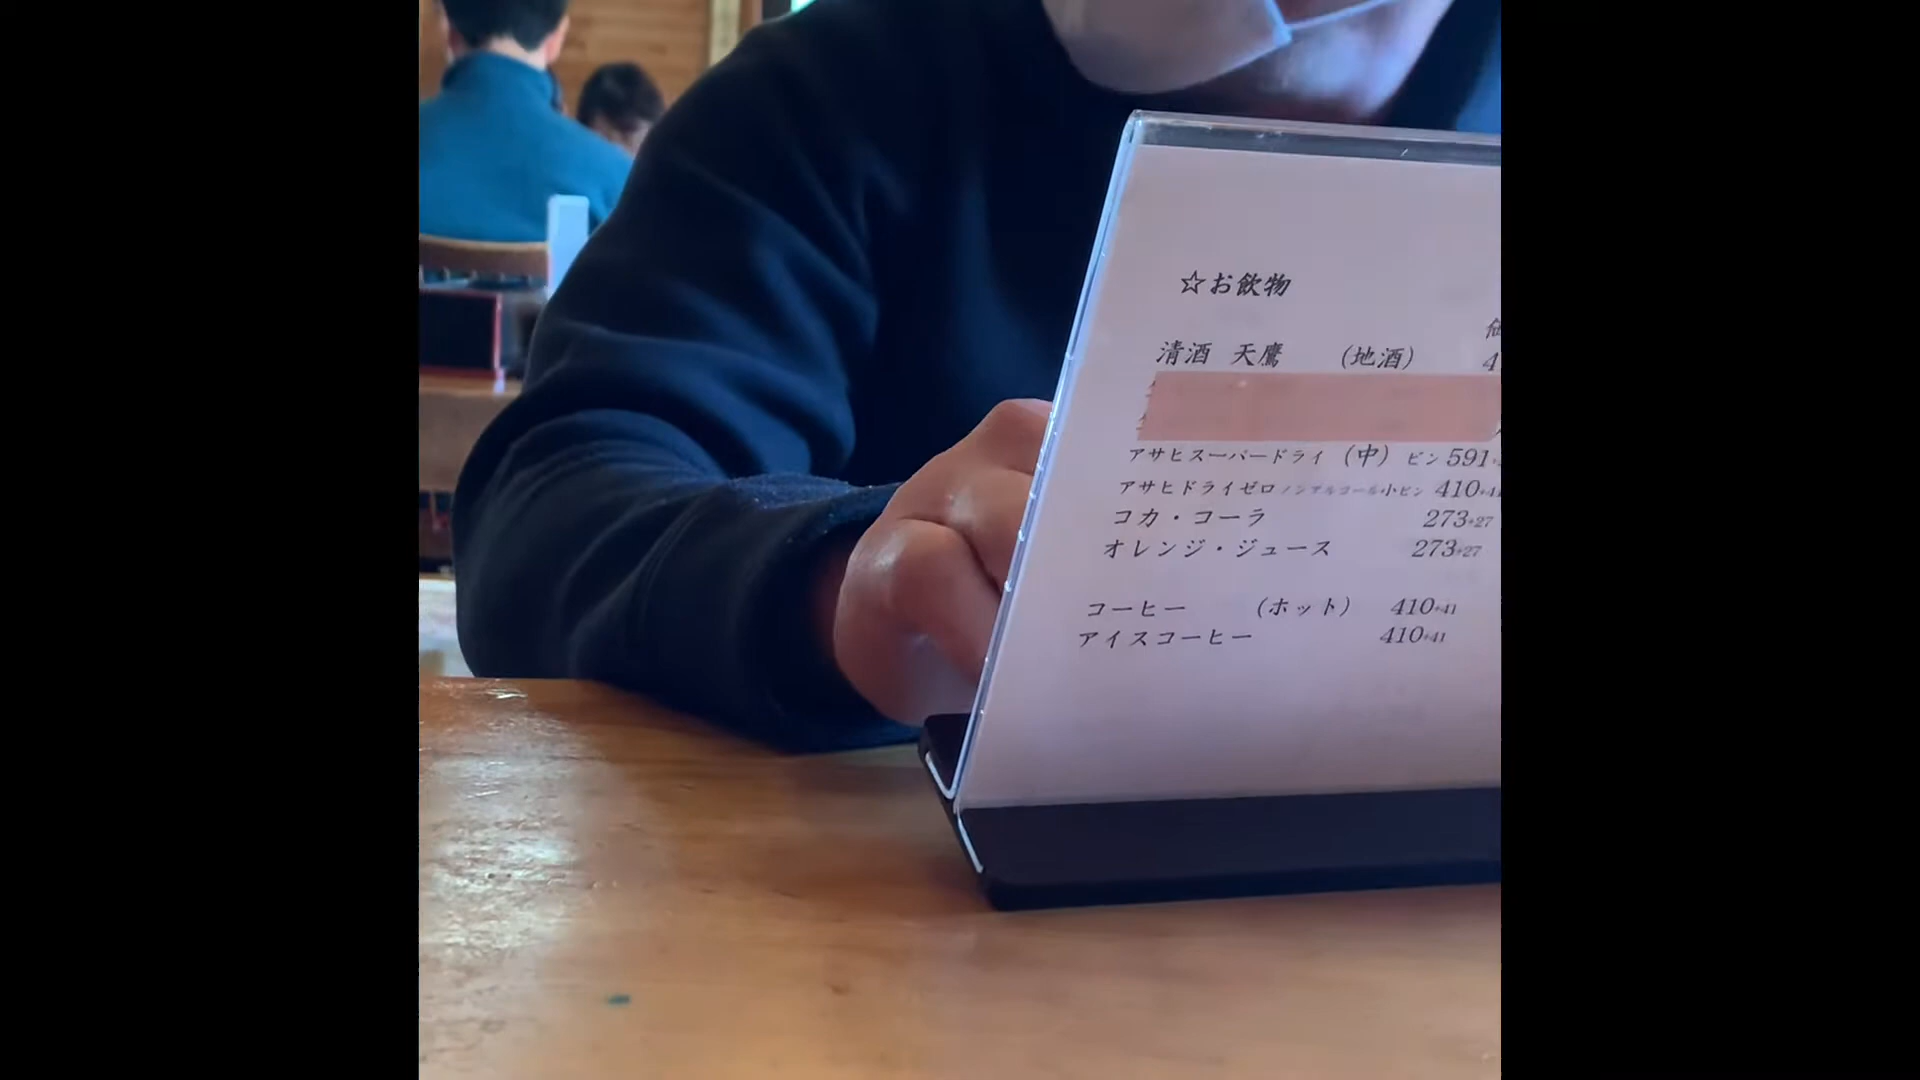 ☆お飲物
清酒 天鷹 (地酒)
アサヒスーパードライ (中) ビン 591
アサヒドライゼロ ノンアルコール小ビン 410+41
コカ・コーラ 273+27
オレンジ・ジュース 273+27
コーヒー (ホット) 410+41
アイスコーヒー 410+41